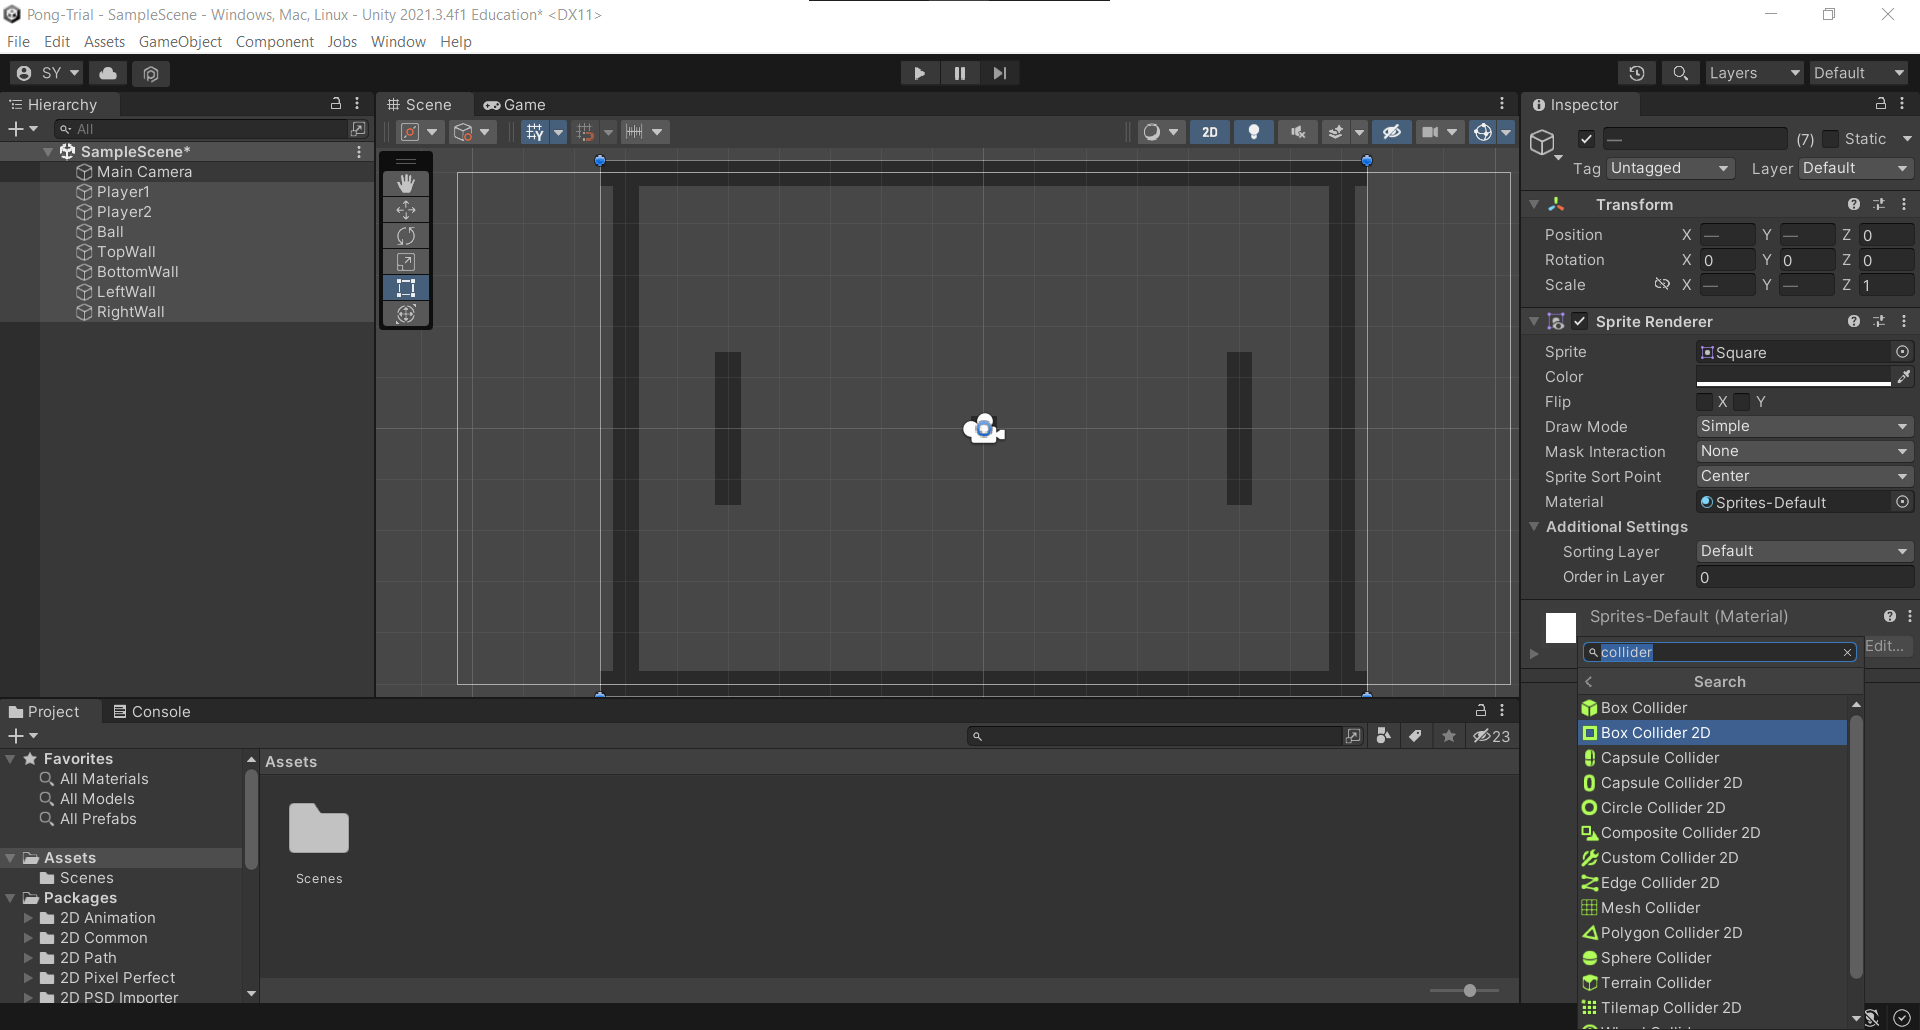 Pong-Trial - SampleScene - Windows, Mac, Linux - Unity 2021.3.4f1 Education* <DX11>
File Edit Assets GameObject Component Jobs Window Help
SY
Layers
Default
Hierarchy
All
SampleScene*
Main Camera
Player1
Player2
Ball
TopWall
BottomWall
LeftWall
RightWall
Scene
Game
2D
Inspector
— (7) Static
Tag Untagged Layer Default
Transform
Position X — Y — Z 0
Rotation X 0 Y 0 Z 0
Scale X — Y — Z 1
Sprite Renderer
Sprite Square
Color
Flip X Y
Draw Mode Simple
Mask Interaction None
Sprite Sort Point Center
Material Sprites-Default
Additional Settings
Sorting Layer Default
Order in Layer 0
Sprites-Default (Material)
Edit...
collider
Search
Box Collider
Box Collider 2D
Capsule Collider
Capsule Collider 2D
Circle Collider 2D
Composite Collider 2D
Custom Collider 2D
Edge Collider 2D
Mesh Collider
Polygon Collider 2D
Sphere Collider
Terrain Collider
Tilemap Collider 2D
Project
Console
23
Favorites
All Materials
All Models
All Prefabs
Assets
Scenes
Packages
2D Animation
2D Common
2D Path
2D Pixel Perfect
2D PSD Importer
Assets
Scenes